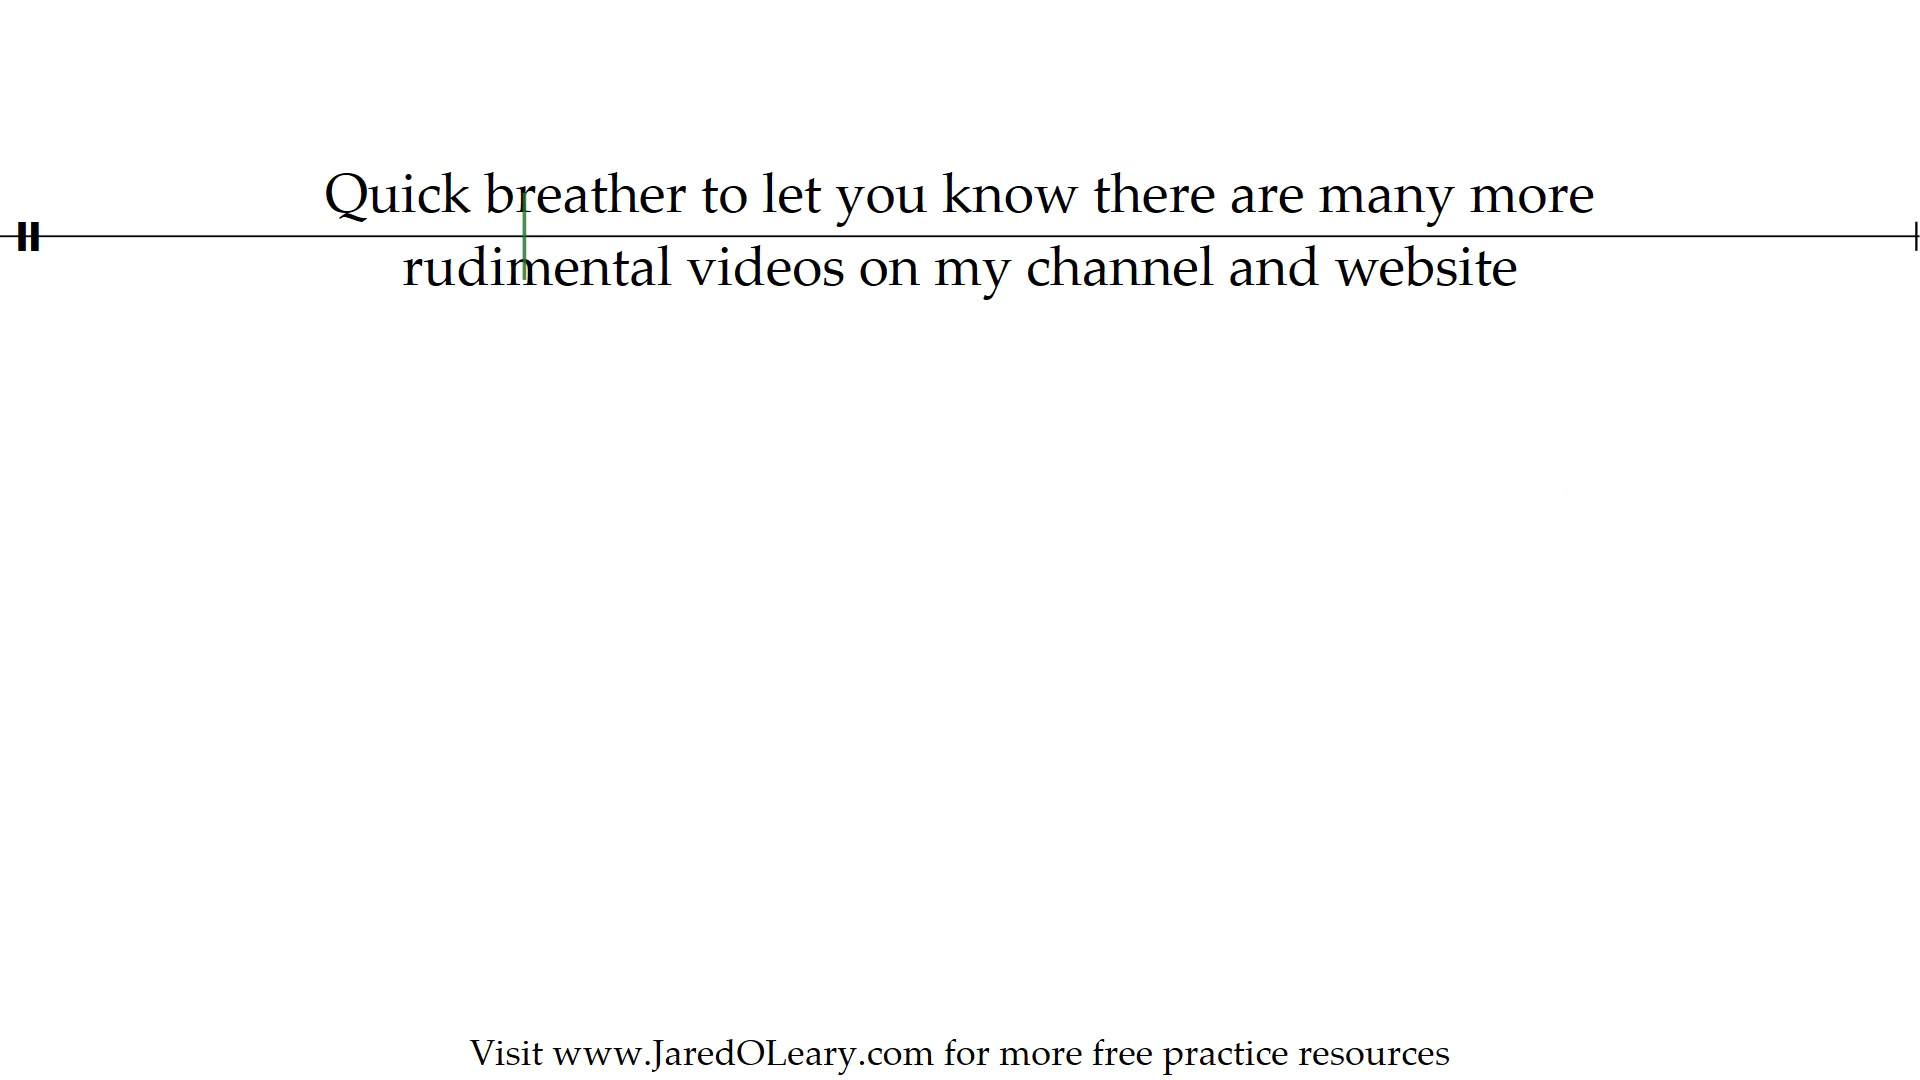 Quick breather to let you know there are many more
rudimental videos on my channel and website
Visit www.JaredOLeary.com for more free practice resources